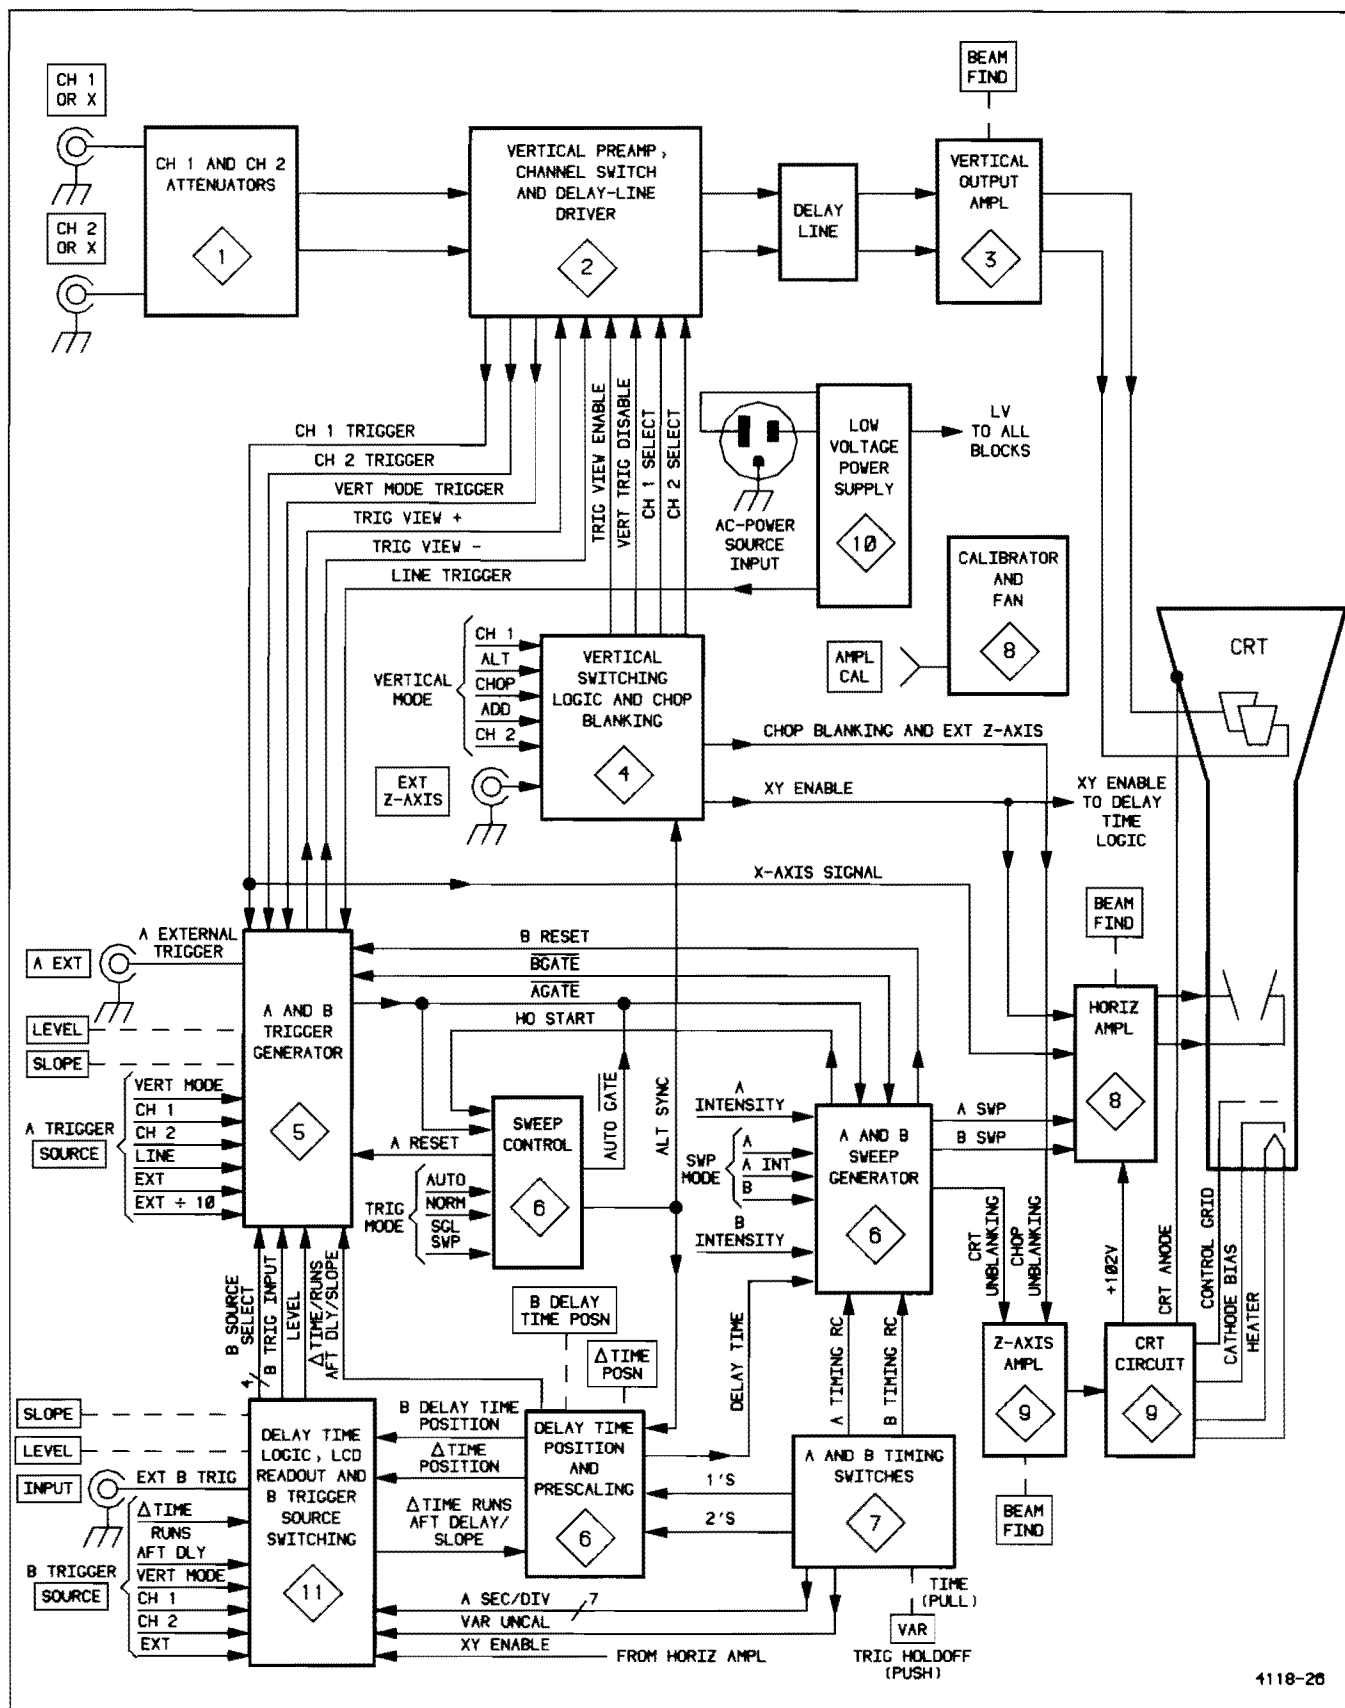 CH 1
OR X
CH 2
OR X
CH 1 AND CH 2
ATTENUATORS
1
VERTICAL PREAMP,
CHANNEL SWITCH
AND DELAY-LINE
DRIVER
2
DELAY
LINE
BEAM
FIND
VERTICAL
OUTPUT
AMPL
3
CH 1 TRIGGER
CH 2 TRIGGER
VERT MODE TRIGGER
TRIG VIEW +
TRIG VIEW -
LINE TRIGGER
TRIG VIEW ENABLE
VERT TRIG DISABLE
CH 1 SELECT
CH 2 SELECT
AC-POWER
SOURCE
INPUT
LOW
VOLTAGE
POWER
SUPPLY
10
LV
TO ALL
BLOCKS
CALIBRATOR
AND
FAN
8
AMPL
CAL
CRT
VERTICAL
MODE
CH 1
ALT
CHOP
ADD
CH 2
EXT
Z-AXIS
VERTICAL
SWITCHING
LOGIC AND CHOP
BLANKING
4
CHOP BLANKING AND EXT Z-AXIS
XY ENABLE
XY ENABLE
TO DELAY
TIME
LOGIC
X-AXIS SIGNAL
BEAM
FIND
A EXTERNAL
TRIGGER
A EXT
LEVEL
SLOPE
A TRIGGER
SOURCE
VERT MODE
CH 1
CH 2
LINE
EXT
EXT ÷ 10
A AND B
TRIGGER
GENERATOR
5
B RESET
BGATE
AGATE
HO START
A RESET
SWEEP
CONTROL
6
TRIG
MODE
AUTO
NORM
SGL
SWP
AUTO GATE
ALT SYNC
A
INTENSITY
SWP
MODE
A
A INT
B
B
INTENSITY
A AND B
SWEEP
GENERATOR
6
A SWP
B SWP
HORIZ
AMPL
8
CRT
UNBLANKING
CHOP
UNBLANKING
+102V
CRT ANODE
CONTROL GRID
CATHODE BIAS
HEATER
Z-AXIS
AMPL
9
CRT
CIRCUIT
9
BEAM
FIND
B SOURCE
SELECT
4
B TRIG INPUT
LEVEL
Δ TIME/RUNS
AFT DLY/SLOPE
B DELAY
TIME POSN
Δ TIME
POSN
DELAY TIME
A TIMING RC
B TIMING RC
SLOPE
LEVEL
INPUT
EXT B TRIG
B TRIGGER
SOURCE
Δ TIME
RUNS
AFT DLY
VERT MODE
CH 1
CH 2
EXT
DELAY TIME
LOGIC, LCD
READOUT AND
B TRIGGER
SOURCE
SWITCHING
11
B DELAY TIME
POSITION
Δ TIME
POSITION
Δ TIME RUNS
AFT DELAY/
SLOPE
DELAY TIME
POSITION
AND
PRESCALING
6
1'S
2'S
A AND B TIMING
SWITCHES
7
A SEC/DIV
7
VAR UNCAL
XY ENABLE
FROM HORIZ AMPL
TIME
(PULL)
VAR
TRIG HOLDOFF
(PUSH)
4118-26